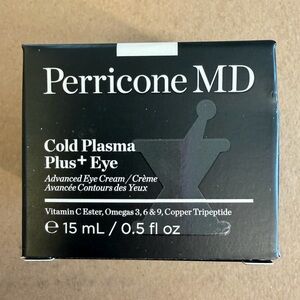 Perricone MD
Cold Plasma
Plus+ Eye
Advanced Eye Cream / Crème
Avancée Contours des Yeux
Vitamin C Ester, Omegas 3, 6 & 9, Copper Tripeptide
e 15 mL / 0.5 fl oz